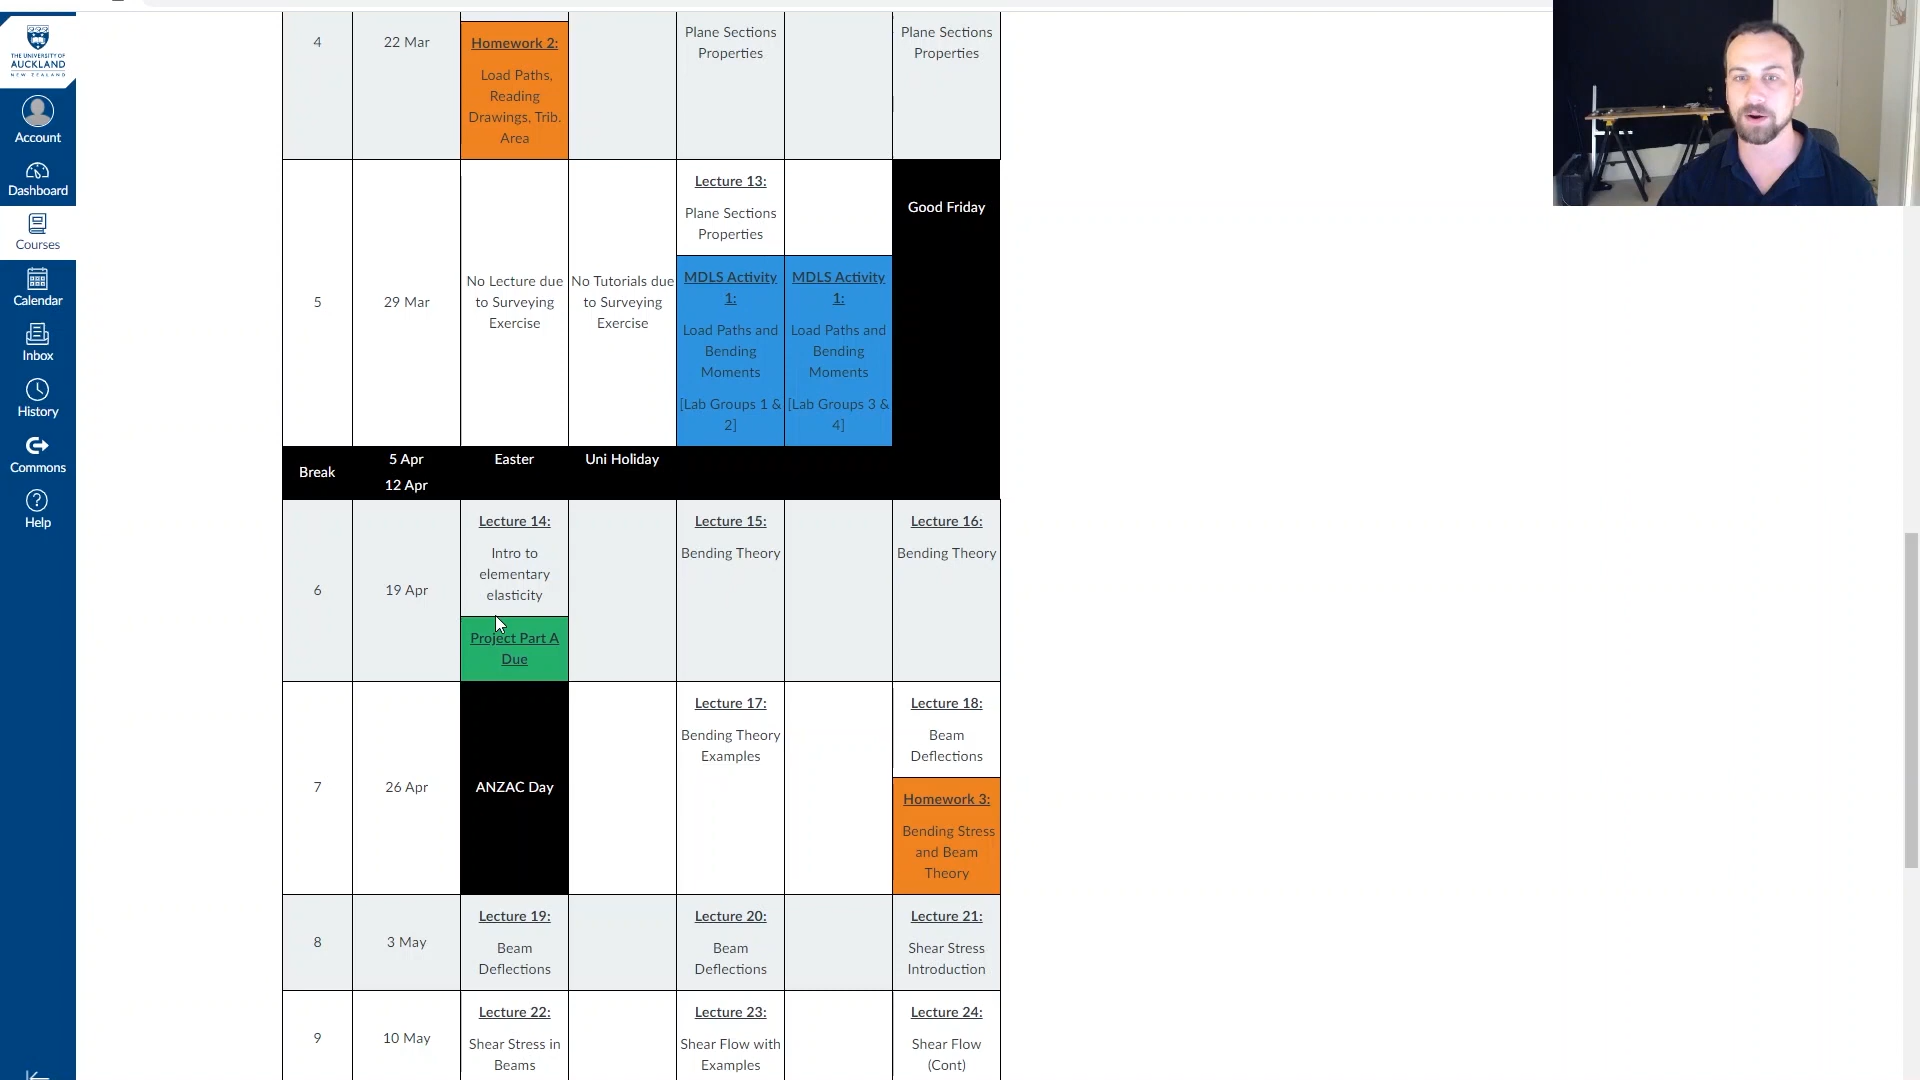 THE UNIVERSITY OF
AUCKLAND
NEW ZEALAND
Account
Dashboard
Courses
Calendar
Inbox
History
Commons
Help
4
22 Mar
Homework 2:
Load Paths,
Reading
Drawings, Trib.
Area
Plane Sections
Properties
Plane Sections
Properties
5
29 Mar
No Lecture due
to Surveying
Exercise
No Tutorials due
to Surveying
Exercise
Lecture 13:
Plane Sections
Properties
MDLS Activity
1:
Load Paths and
Bending
Moments
[Lab Groups 1 &
2]
MDLS Activity
1:
Load Paths and
Bending
Moments
[Lab Groups 3 &
4]
Good Friday
Break
5 Apr
12 Apr
Easter
Uni Holiday
6
19 Apr
Lecture 14:
Intro to
elementary
elasticity
Project Part A
Due
Lecture 15:
Bending Theory
Lecture 16:
Bending Theory
7
26 Apr
ANZAC Day
Lecture 17:
Bending Theory
Examples
Lecture 18:
Beam
Deflections
Homework 3:
Bending Stress
and Beam
Theory
8
3 May
Lecture 19:
Beam
Deflections
Lecture 20:
Beam
Deflections
Lecture 21:
Shear Stress
Introduction
9
10 May
Lecture 22:
Shear Stress in
Beams
Lecture 23:
Shear Flow with
Examples
Lecture 24:
Shear Flow
(Cont)